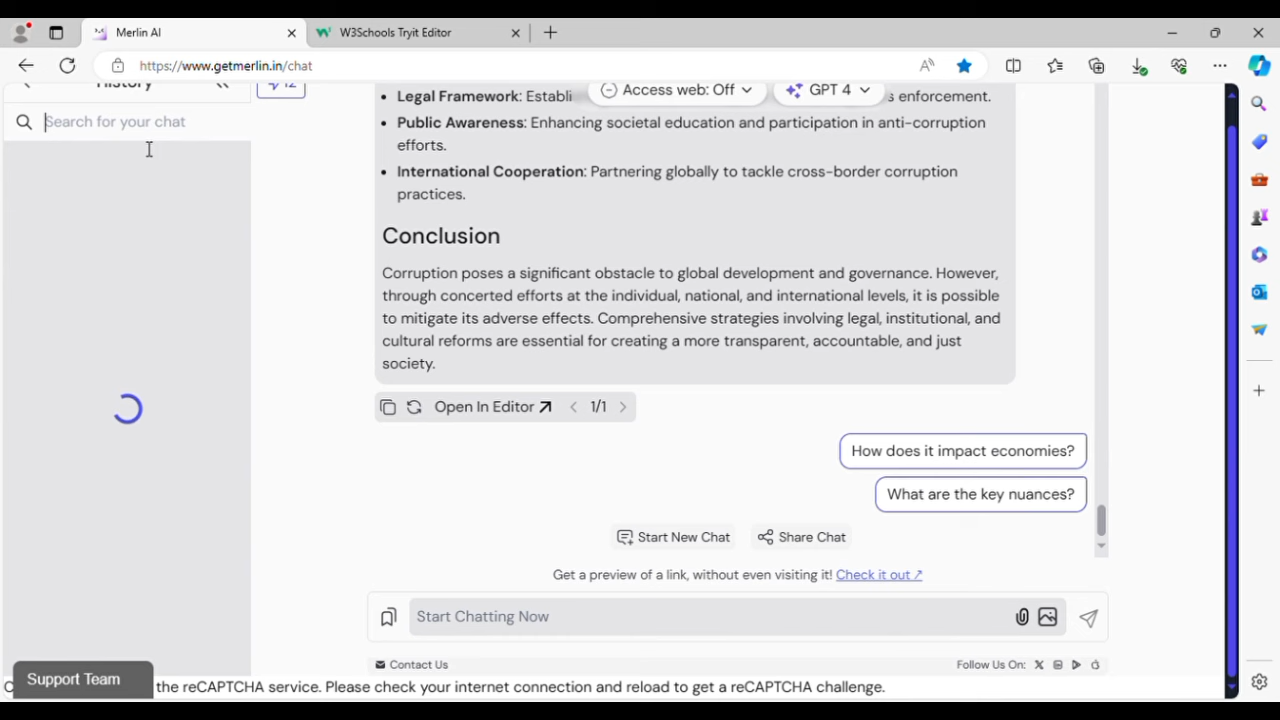 Merlin AI
W3Schools Tryit Editor
https://www.getmerlin.in/chat
History
12
Search for your chat
Access web: Off
GPT 4
• Legal Framework: Establi
s enforcement.
• Public Awareness: Enhancing societal education and participation in anti-corruption
efforts.
• International Cooperation: Partnering globally to tackle cross-border corruption
practices.
Conclusion
Corruption poses a significant obstacle to global development and governance. However,
through concerted efforts at the individual, national, and international levels, it is possible
to mitigate its adverse effects. Comprehensive strategies involving legal, institutional, and
cultural reforms are essential for creating a more transparent, accountable, and just
society.
Open In Editor
1/1
How does it impact economies?
What are the key nuances?
Start New Chat
Share Chat
Get a preview of a link, without even visiting it! Check it out ↗
Start Chatting Now
Contact Us
Follow Us On:
Support Team
the reCAPTCHA service. Please check your internet connection and reload to get a reCAPTCHA challenge.